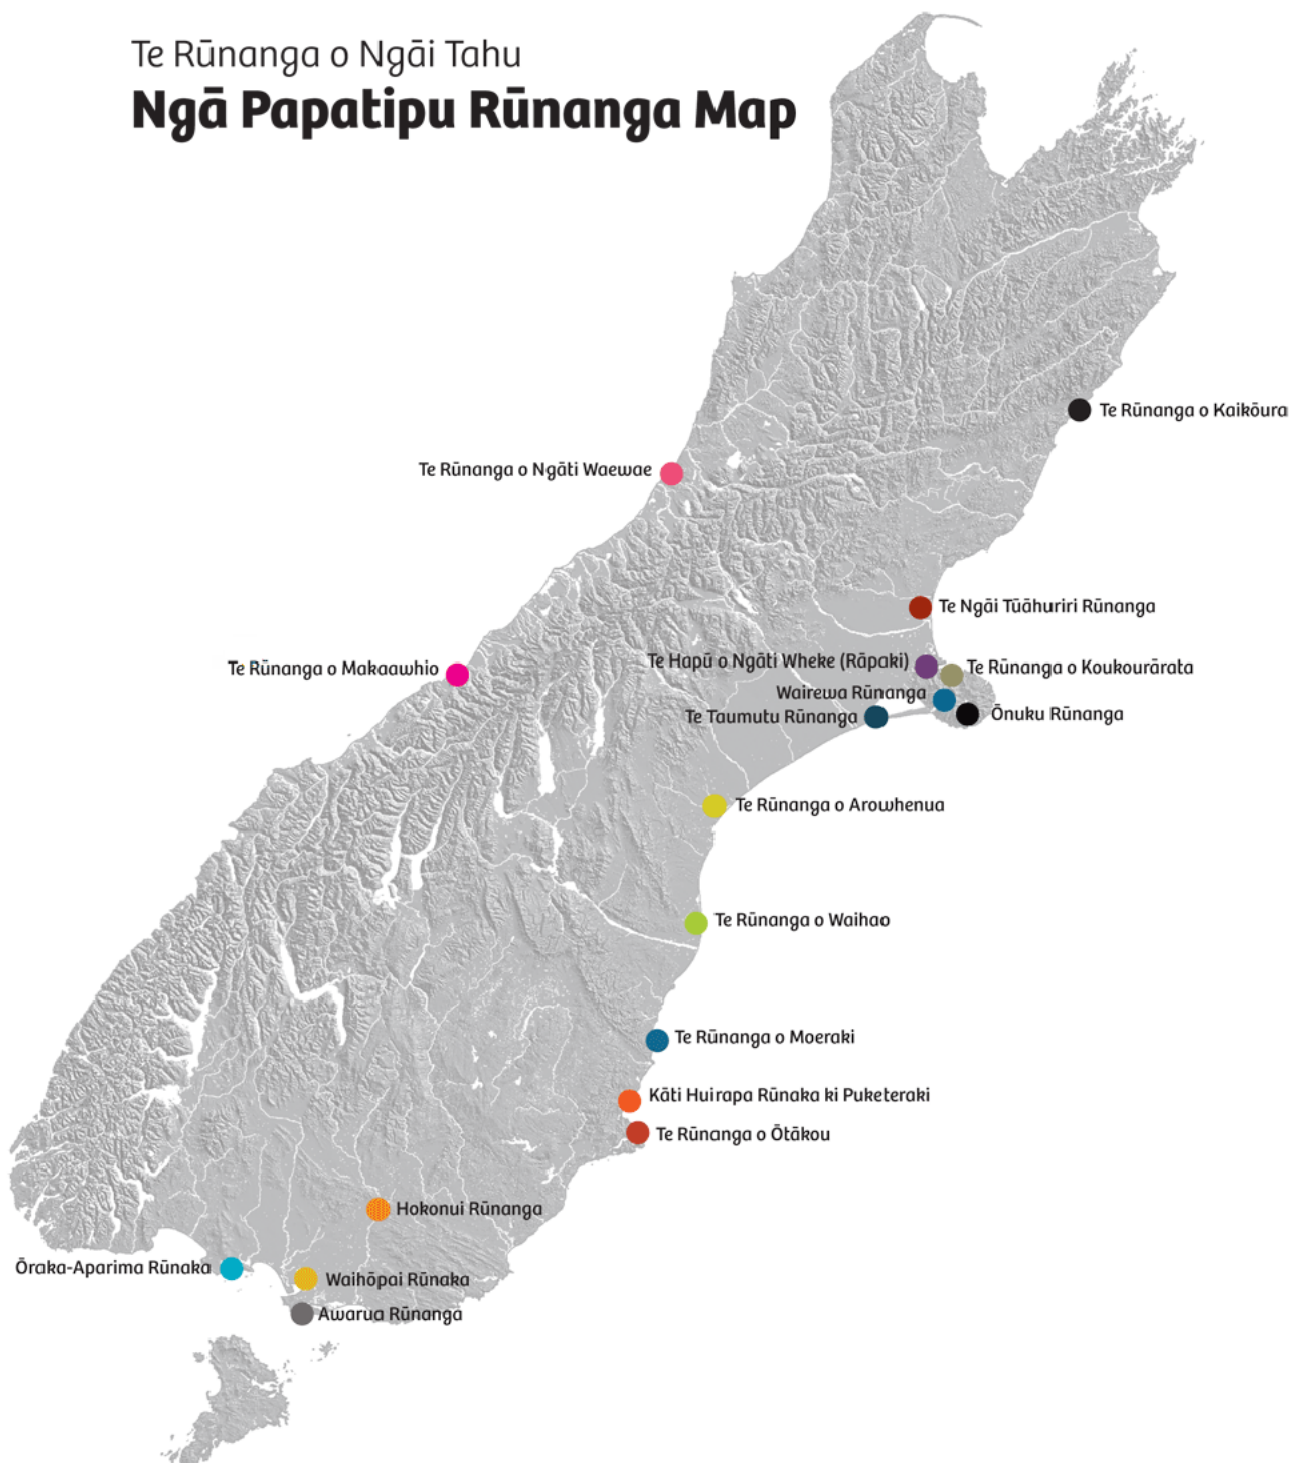 Te Rūnanga o Ngāi Tahu
Ngā Papatipu Rūnanga Map
Te Rūnanga o Kaikōura
Te Rūnanga o Ngāti Waewae
Te Ngāi Tūāhuriri Rūnanga
Te Hapū o Ngāti Wheke (Rāpaki)
Te Rūnanga o Koukourārata
Te Rūnanga o Makaawhio
Wairewa Rūnanga
Ōnuku Rūnanga
Te Taumutu Rūnanga
Te Rūnanga o Arowhenua
Te Rūnanga o Waihao
Te Rūnanga o Moeraki
Kāti Huirapa Rūnaka ki Puketeraki
Te Rūnanga o Ōtākou
Hokonui Rūnanga
Ōraka-Aparima Rūnaka
Waihōpai Rūnaka
Awarua Rūnanga